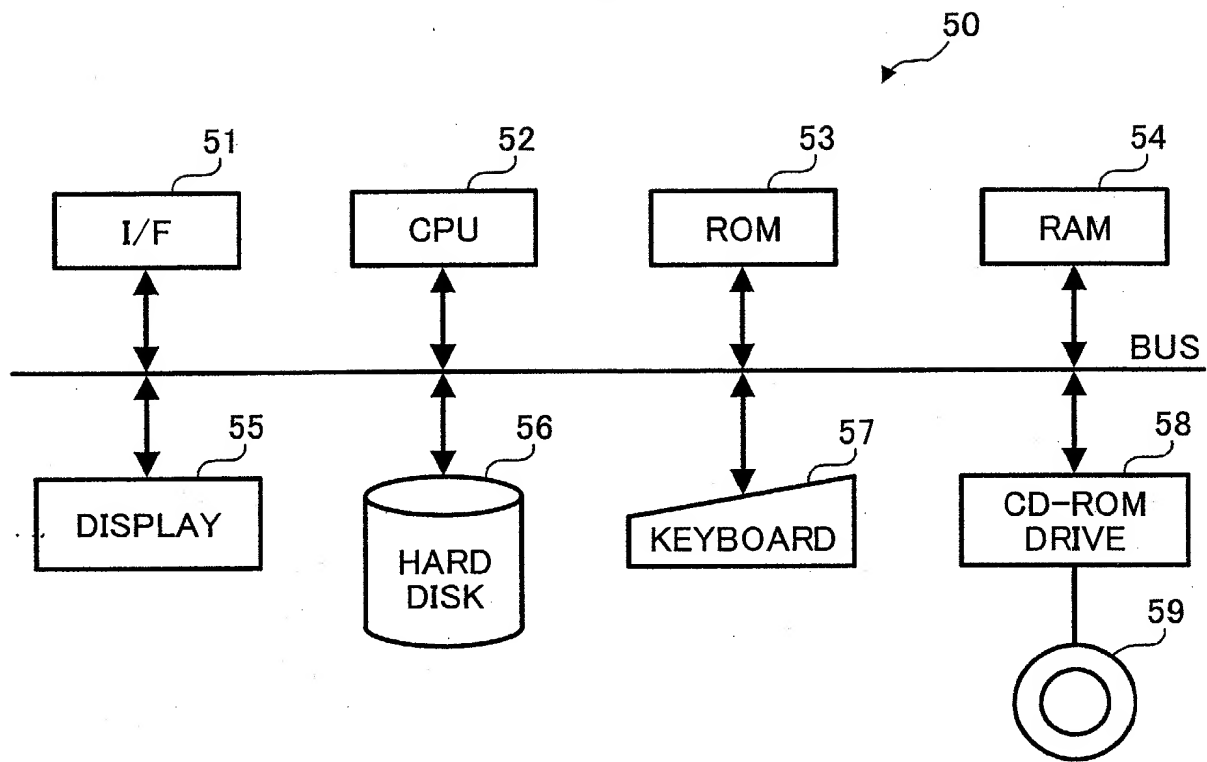 50
51
52
53
54
I/F
CPU
ROM
RAM
BUS
55
56
57
58
DISPLAY
HARD
DISK
KEYBOARD
CD-ROM
DRIVE
59